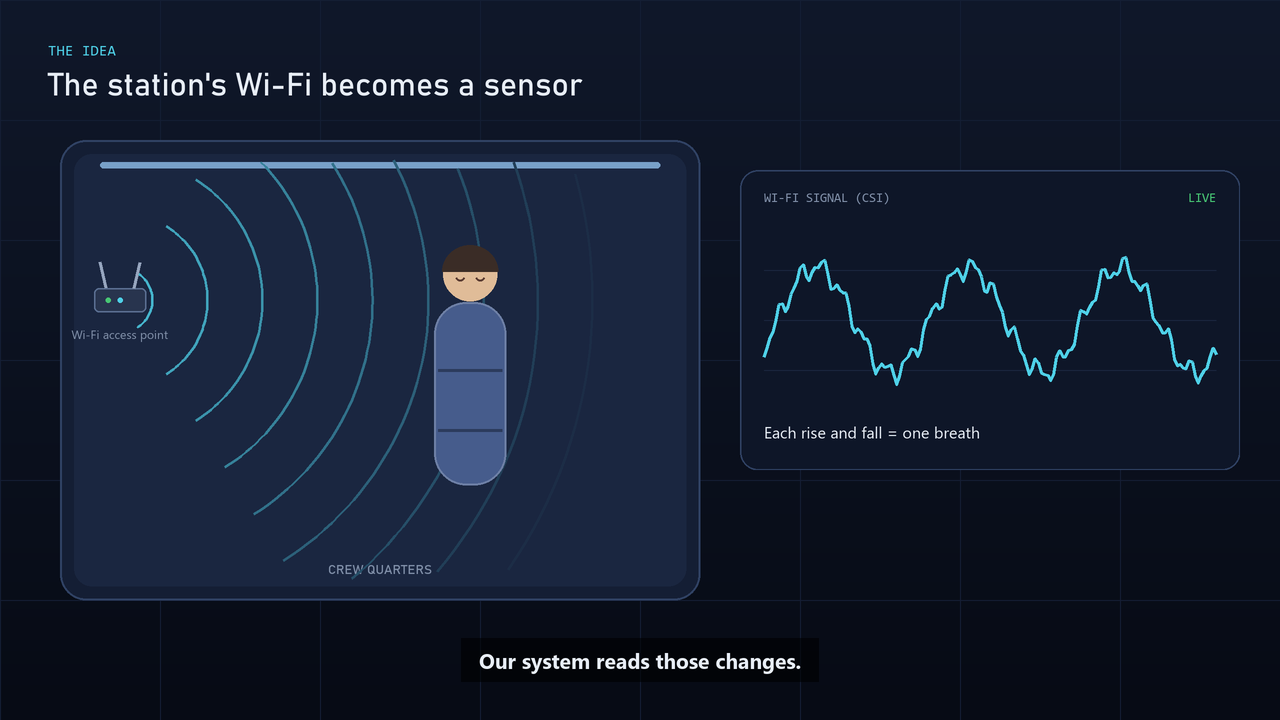 THE IDEA
The station's Wi-Fi becomes a sensor
Wi-Fi access point
CREW QUARTERS
WI-FI SIGNAL (CSI)
LIVE
Each rise and fall = one breath
Our system reads those changes.